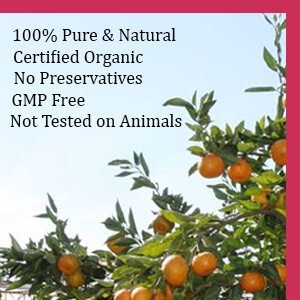 100% Pure & Natural
Certified Organic
No Preservatives
GMP Free
Not Tested on Animals